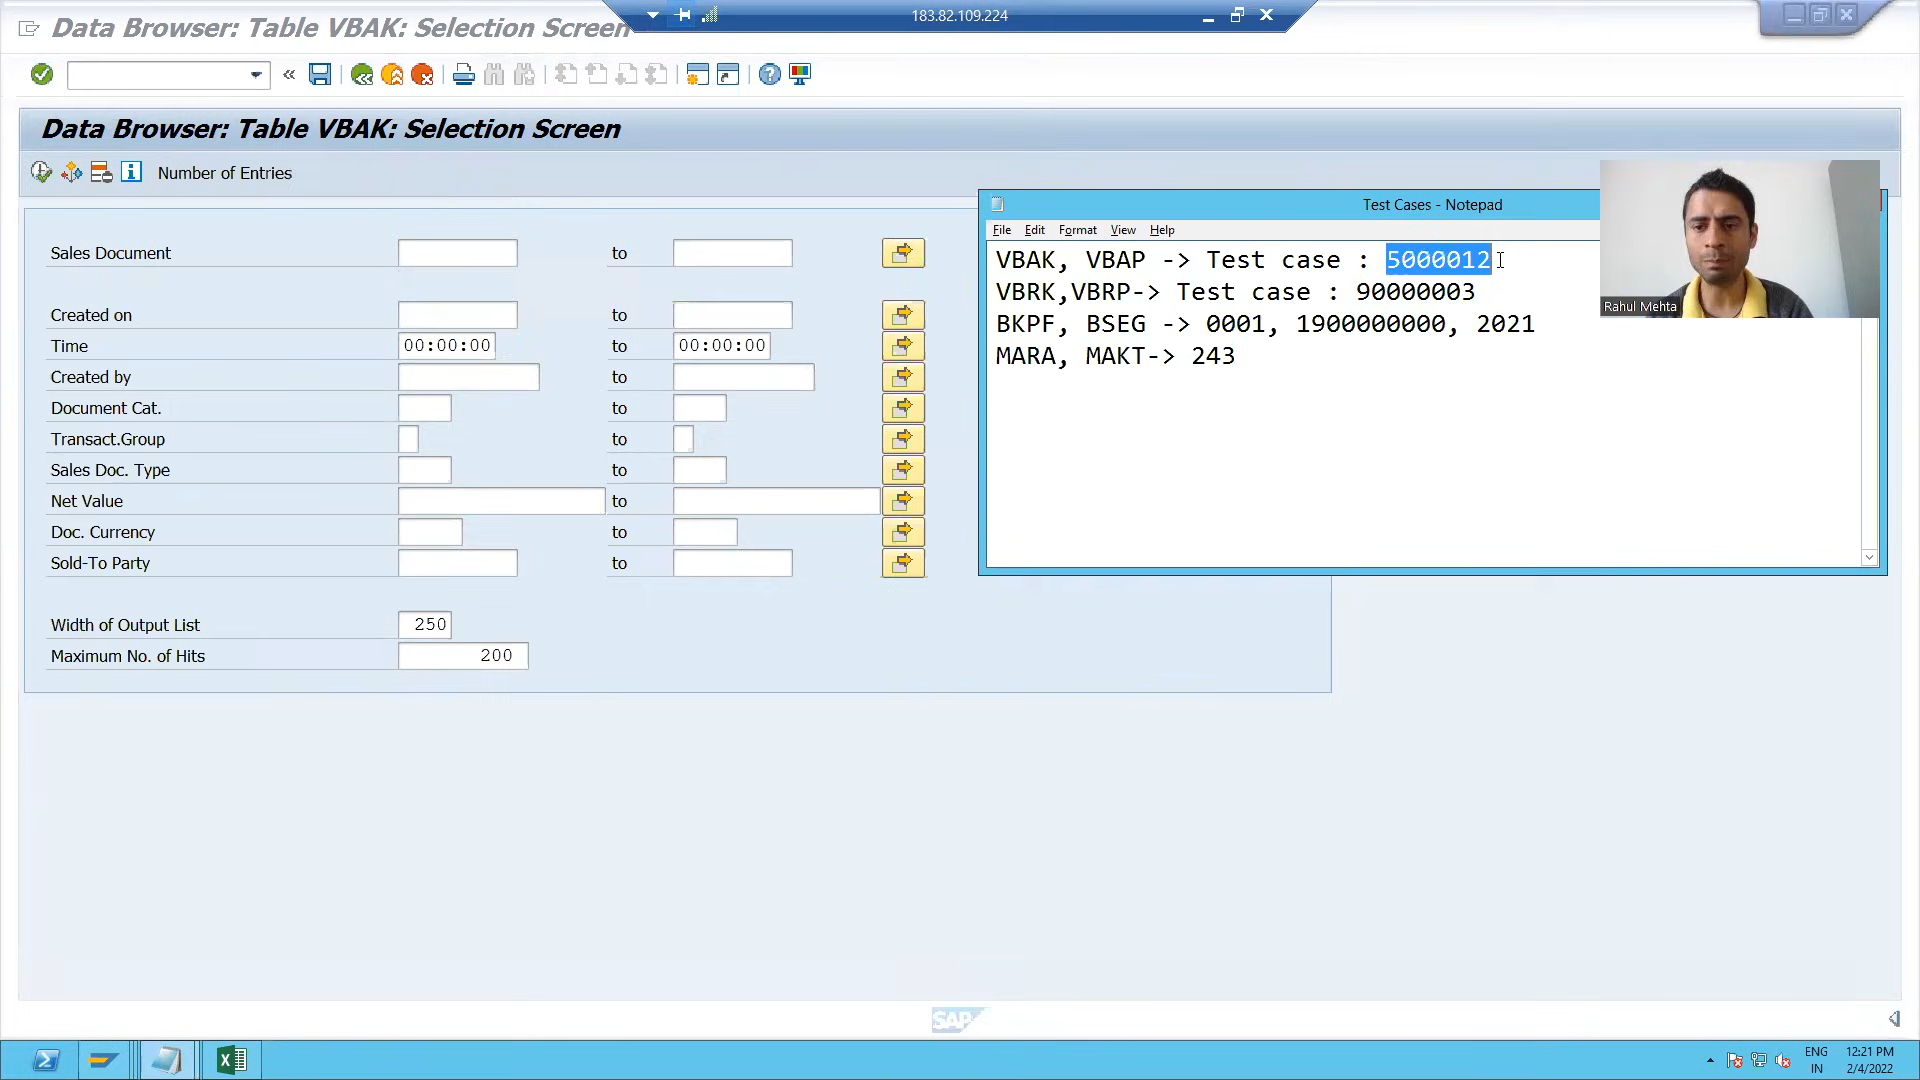 Data Browser: Table VBAK: Selection Screen
183.82.109.224
Data Browser: Table VBAK: Selection Screen
Number of Entries
Sales Document to
Created on to
Time 00:00:00 to 00:00:00
Created by to
Document Cat. to
Transact.Group to
Sales Doc. Type to
Net Value to
Doc. Currency to
Sold-To Party to
Width of Output List 250
Maximum No. of Hits 200
Test Cases - Notepad
File Edit Format View Help
VBAK, VBAP -> Test case : 5000012
VBRK,VBRP-> Test case : 90000003
BKPF, BSEG -> 0001, 1900000000, 2021
MARA, MAKT-> 243
Rahul Mehta
SAP
ENG 12:21 PM
IN 2/4/2022